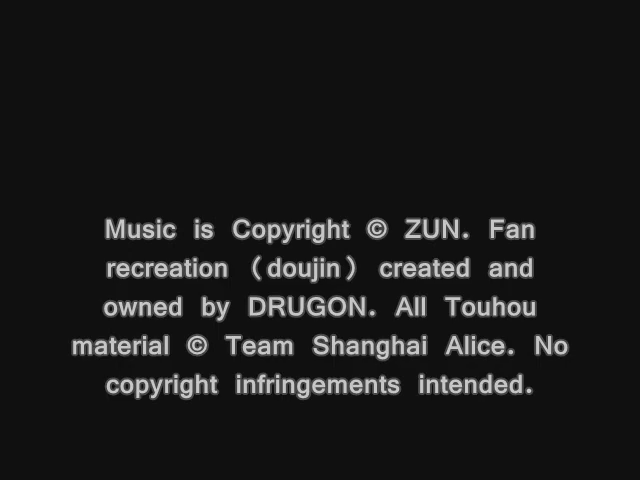 Music is Copyright © ZUN. Fan
recreation (doujin) created and
owned by DRUGON. All Touhou
material © Team Shanghai Alice. No
copyright infringements intended.